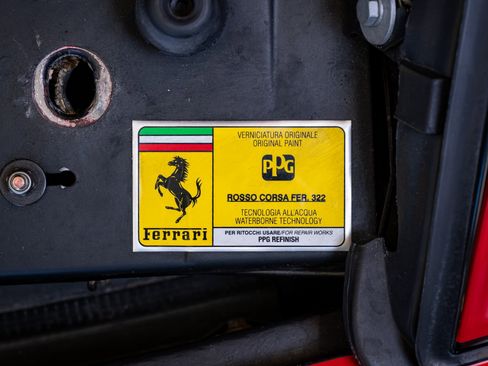 VERNICIATURA ORIGINALE
ORIGINAL PAINT
PPG
ROSSO CORSA FER. 322
TECNOLOGIA ALL'ACQUA
WATERBORNE TECHNOLOGY
Ferrari
PER RITOCCHI USARE/FOR REPAIR WORKS
PPG REFINISH